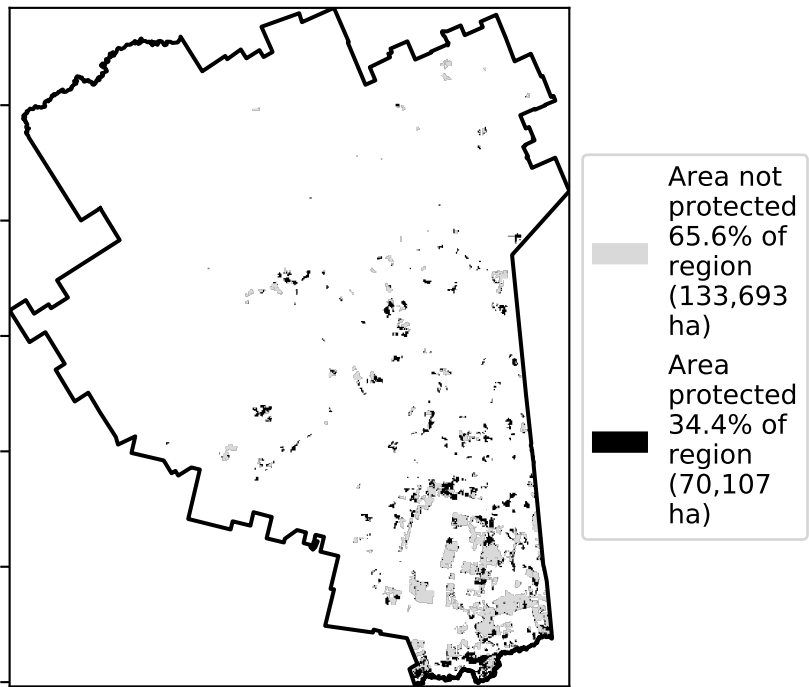 Area not
protected
65.6% of
region
(133,693
ha)
Area
protected
34.4% of
region
(70,107
ha)